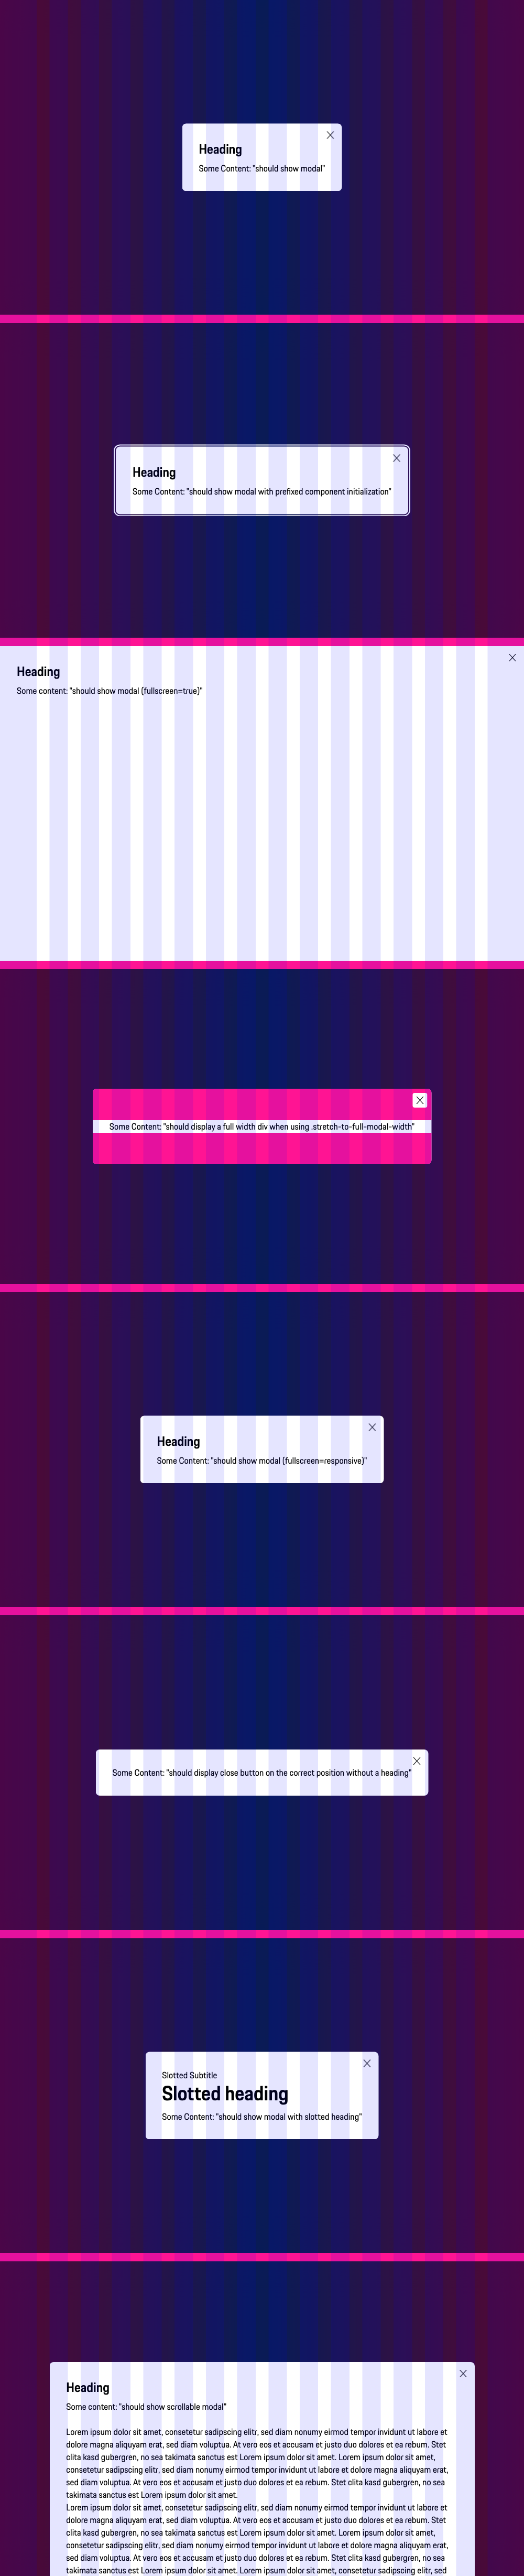 Heading
Some Content: "should show modal"
Heading
Some Content: "should show modal with prefixed component initialization"
Heading
Some content: "should show modal (fullscreen=true)"
Some Content: "should display a full width div when using .stretch-to-full-modal-width"
Heading
Some Content: "should show modal (fullscreen=responsive)"
Some Content: "should display close button on the correct position without a heading"
Slotted Subtitle
Slotted heading
Some Content: "should show modal with slotted heading"
Heading
Some content: "should show scrollable modal"
Lorem ipsum dolor sit amet, consetetur sadipscing elitr, sed diam nonumy eirmod tempor invidunt ut labore et
dolore magna aliquyam erat, sed diam voluptua. At vero eos et accusam et justo duo dolores et ea rebum. Stet
clita kasd gubergren, no sea takimata sanctus est Lorem ipsum dolor sit amet. Lorem ipsum dolor sit amet,
consetetur sadipscing elitr, sed diam nonumy eirmod tempor invidunt ut labore et dolore magna aliquyam erat,
sed diam voluptua. At vero eos et accusam et justo duo dolores et ea rebum. Stet clita kasd gubergren, no sea
takimata sanctus est Lorem ipsum dolor sit amet.
Lorem ipsum dolor sit amet, consetetur sadipscing elitr, sed diam nonumy eirmod tempor invidunt ut labore et
dolore magna aliquyam erat, sed diam voluptua. At vero eos et accusam et justo duo dolores et ea rebum. Stet
clita kasd gubergren, no sea takimata sanctus est Lorem ipsum dolor sit amet. Lorem ipsum dolor sit amet,
consetetur sadipscing elitr, sed diam nonumy eirmod tempor invidunt ut labore et dolore magna aliquyam erat,
sed diam voluptua. At vero eos et accusam et justo duo dolores et ea rebum. Stet clita kasd gubergren, no sea
takimata sanctus est Lorem ipsum dolor sit amet. Lorem ipsum dolor sit amet, consetetur sadipscing elitr, sed